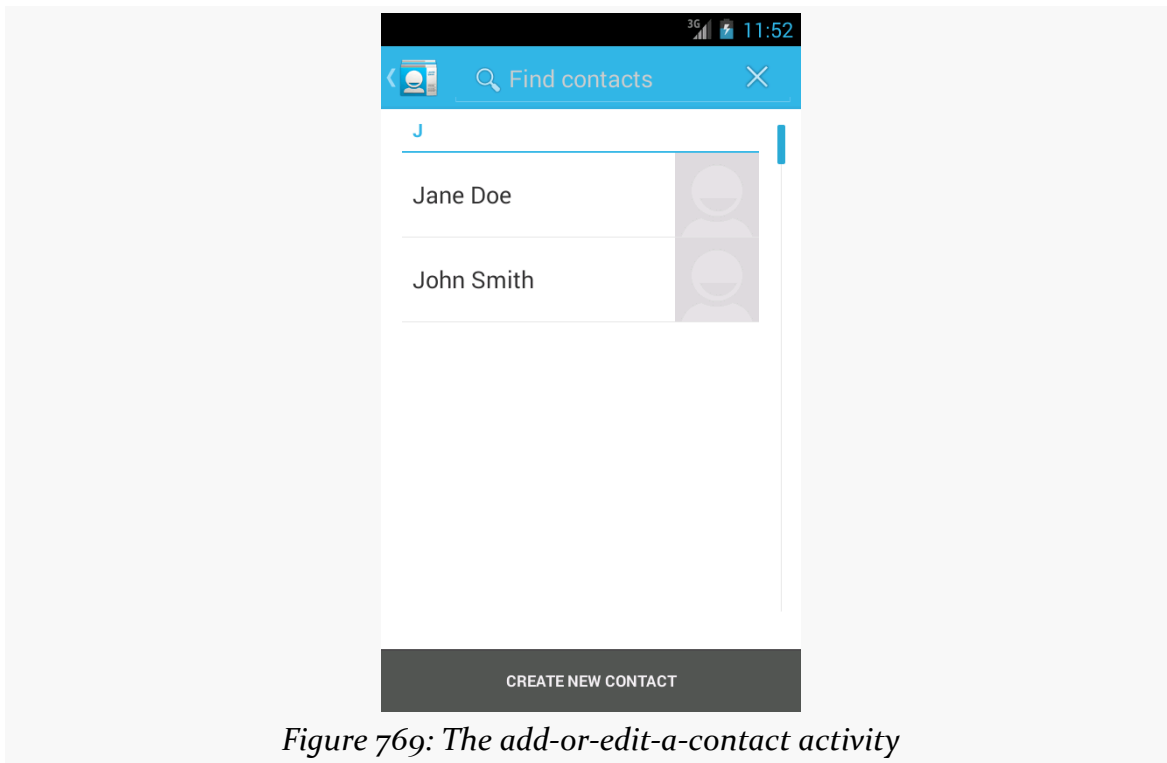 3G 11:52
Find contacts
J
Jane Doe
John Smith
CREATE NEW CONTACT
Figure 769: The add-or-edit-a-contact activity